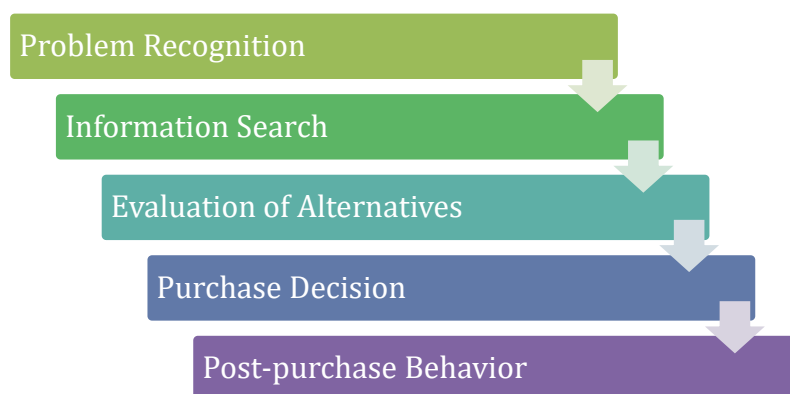 Problem Recognition
Information Search
Evaluation of Alternatives
Purchase Decision
Post-purchase Behavior